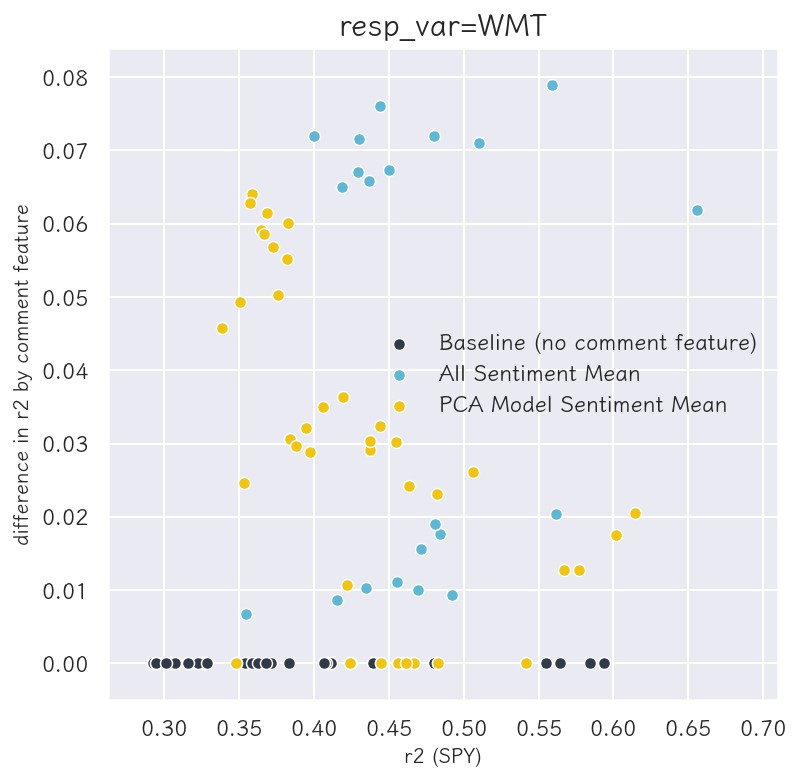 resp_var=WMT
difference in r2 by comment feature
0.08
0.07
0.06
0.05
0.04
0.03
0.02
0.01
0.00
Baseline (no comment feature)
All Sentiment Mean
PCA Model Sentiment Mean
0.30 0.35 0.40 0.45 0.50 0.55 0.60 0.65 0.70
r2 (SPY)